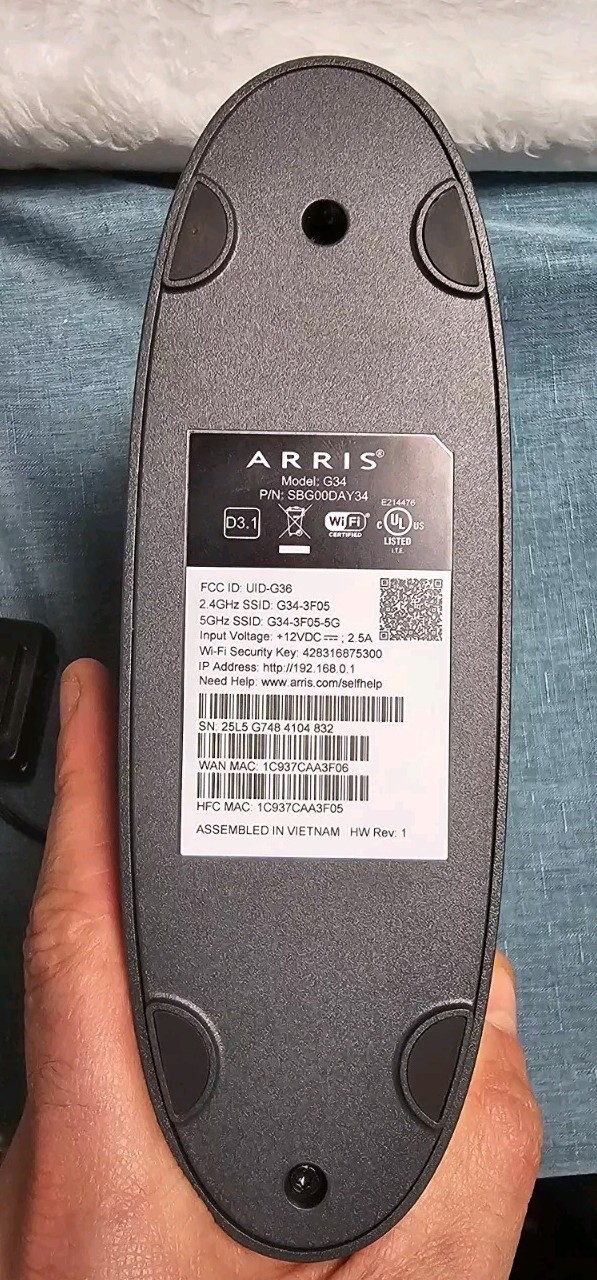 ARRIS®
Model: G34
P/N: SBG00DAY34
E214476
D3.1
WiFi®
CERTIFIED
C UL US
LISTED
I.T.E.
FCC ID: UID-G36
2.4GHz SSID: G34-3F05
5GHz SSID: G34-3F05-5G
Input Voltage: +12VDC ⎓ ; 2.5A
Wi-Fi Security Key: 428316875300
IP Address: http://192.168.0.1
Need Help: www.arris.com/selfhelp
SN: 25L5 G748 4104 832
WAN MAC: 1C937CAA3F06
HFC MAC: 1C937CAA3F05
ASSEMBLED IN VIETNAM HW Rev: 1